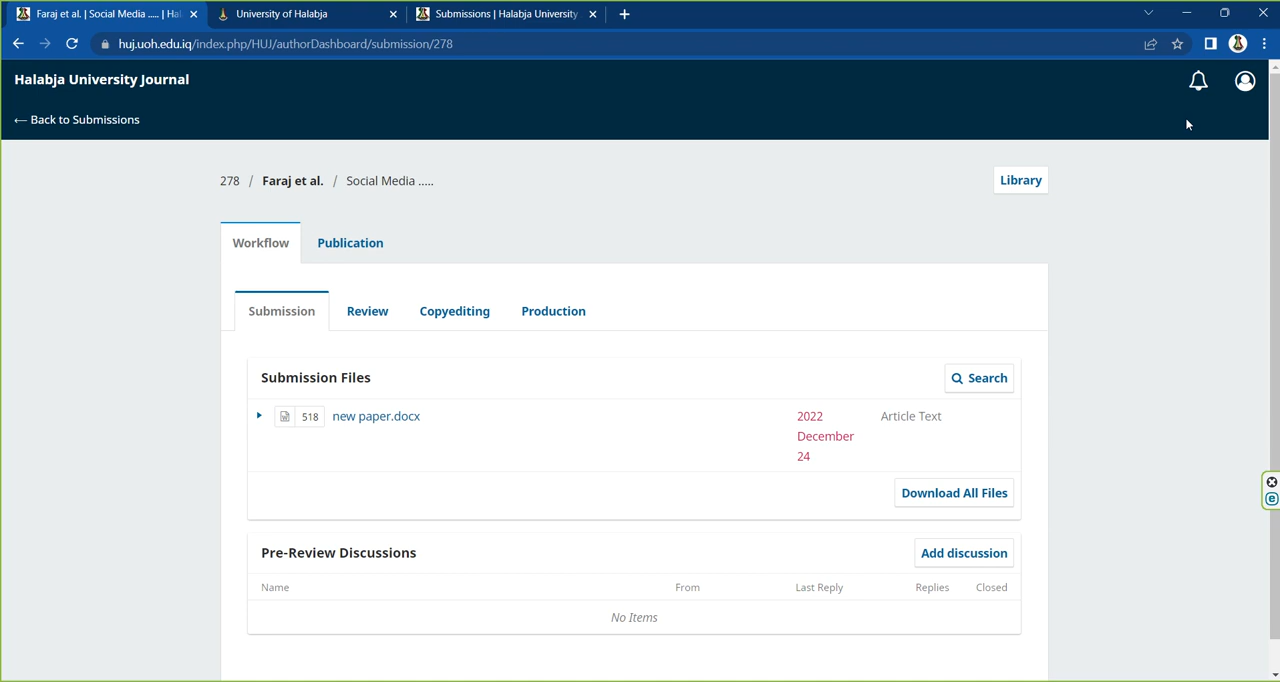 Faraj et al. | Social Media ..... | Hal
University of Halabja
Submissions | Halabja University
huj.uoh.edu.iq/index.php/HUJ/authorDashboard/submission/278
Halabja University Journal
← Back to Submissions
278 / Faraj et al. / Social Media .....
Library
Workflow
Publication
Submission
Review
Copyediting
Production
Submission Files
Search
518
new paper.docx
2022
December
24
Article Text
Download All Files
Pre-Review Discussions
Add discussion
Name
From
Last Reply
Replies
Closed
No Items